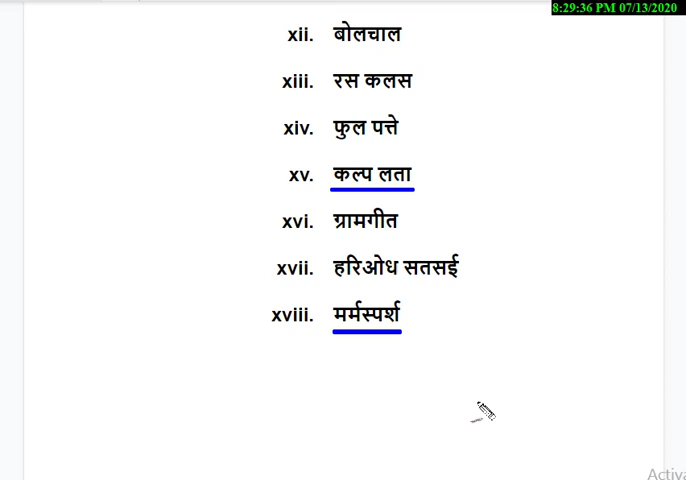 8:29:36 PM 07/13/2020
xii. बोलचाल
xiii. रस कलस
xiv. फुल पत्ते
xv. कल्प लता
xvi. ग्रामगीत
xvii. हरिओध सतसई
xviii. मर्मस्पर्श